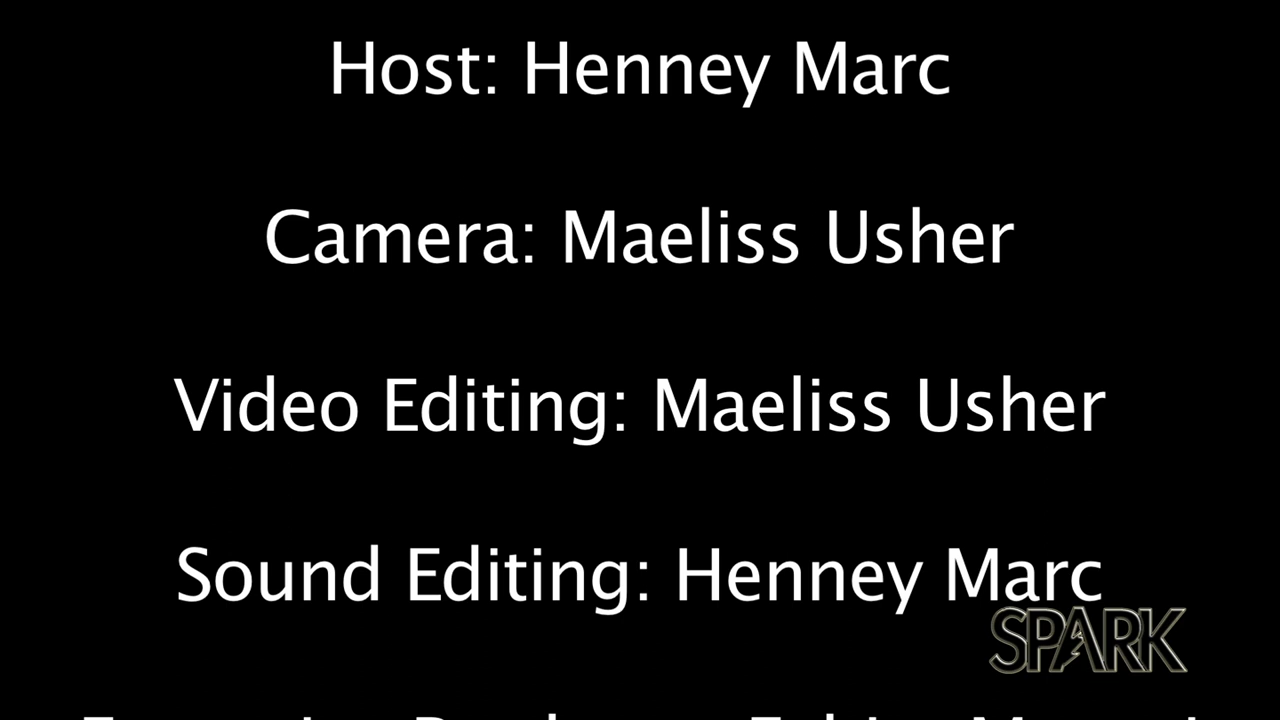 Host: Henney Marc
Camera: Maeliss Usher
Video Editing: Maeliss Usher
Sound Editing: Henney Marc
SPARK